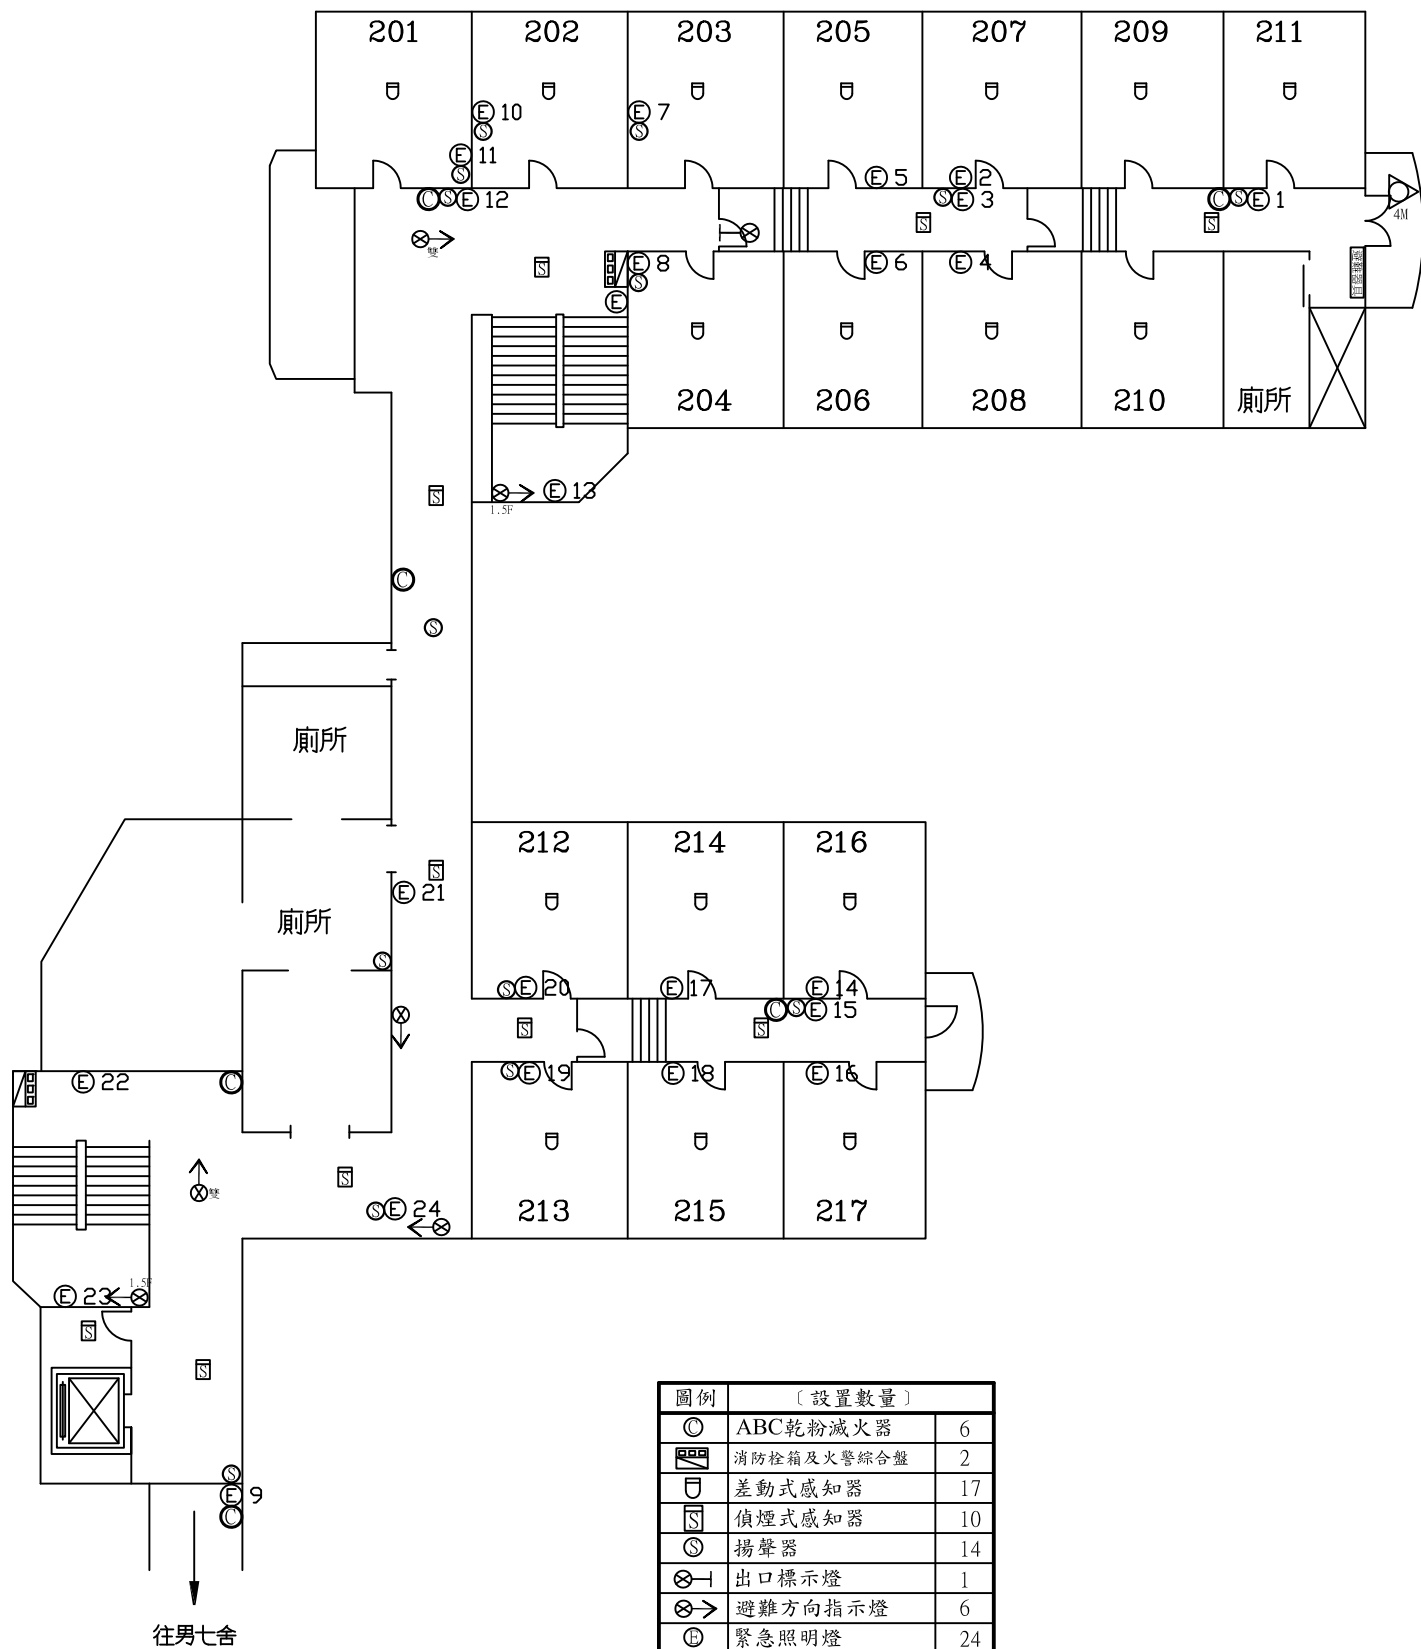 201 202 203 205 207 209 211
E 10 E 7
S S
E 11
S
E 5 E 2
C S E 12 S E 3 C S E 1
4M
S S
雙
S E 8 E 6 E 4
S
E
204 206 208 210 廁所
S
E 13
1.5F
C
S
廁所
212 214 216
S
E 21
廁所
S
S E 20 E 17 E 14
C S E 15
S S
S E 19 E 18 E 16
E 22 C
S
雙
S E 24
213 215 217
1.5F
E 23
S
S
S
E 9
C
往男七舍
圖例 〔設置數量〕
C ABC乾粉滅火器 6
消防栓箱及火警綜合盤 2
差動式感知器 17
S 偵煙式感知器 10
S 揚聲器 14
出口標示燈 1
避難方向指示燈 6
E 緊急照明燈 24